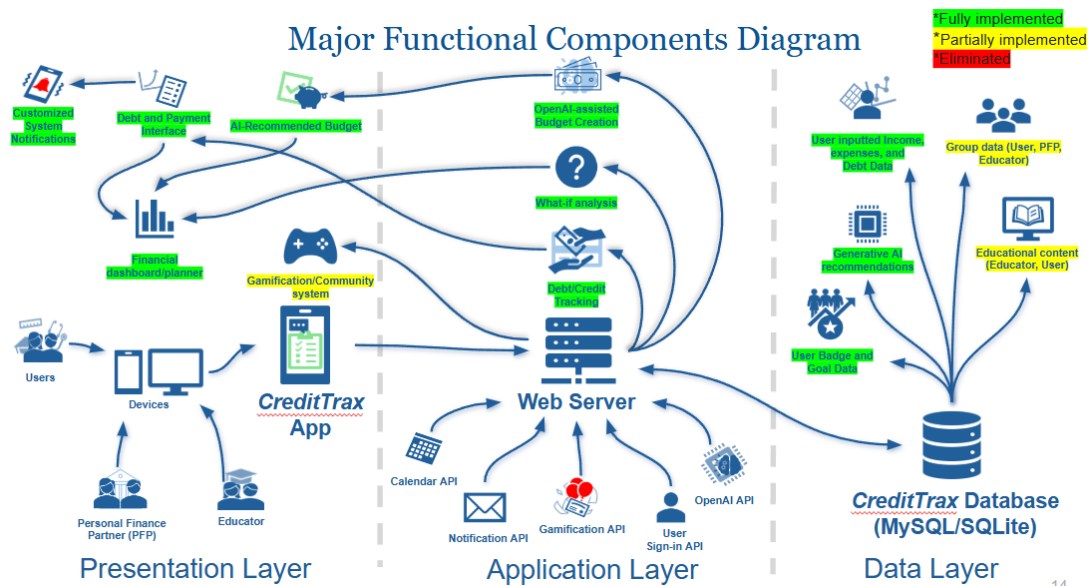 Major Functional Components Diagram
*Fully implemented
*Partially implemented
*Eliminated
Customized
System
Notifications
Debt and Payment
Interface
AI-Recommended Budget
OpenAI-assisted
Budget Creation
User inputted Income,
expenses, and
Debt Data
Group data (User, PFP,
Educator)
What-if analysis
Financial
dashboard/planner
Gamification/Community
system
Debt/Credit
Tracking
Generative AI
recommendations
Educational content
(Educator, User)
User Badge and
Goal Data
Users
Devices
CreditTrax
App
Web Server
Calendar API
Notification API
Gamification API
User
Sign-in API
OpenAI API
Personal Finance
Partner (PFP)
Educator
CreditTrax Database
(MySQL/SQLite)
Presentation Layer
Application Layer
Data Layer
14